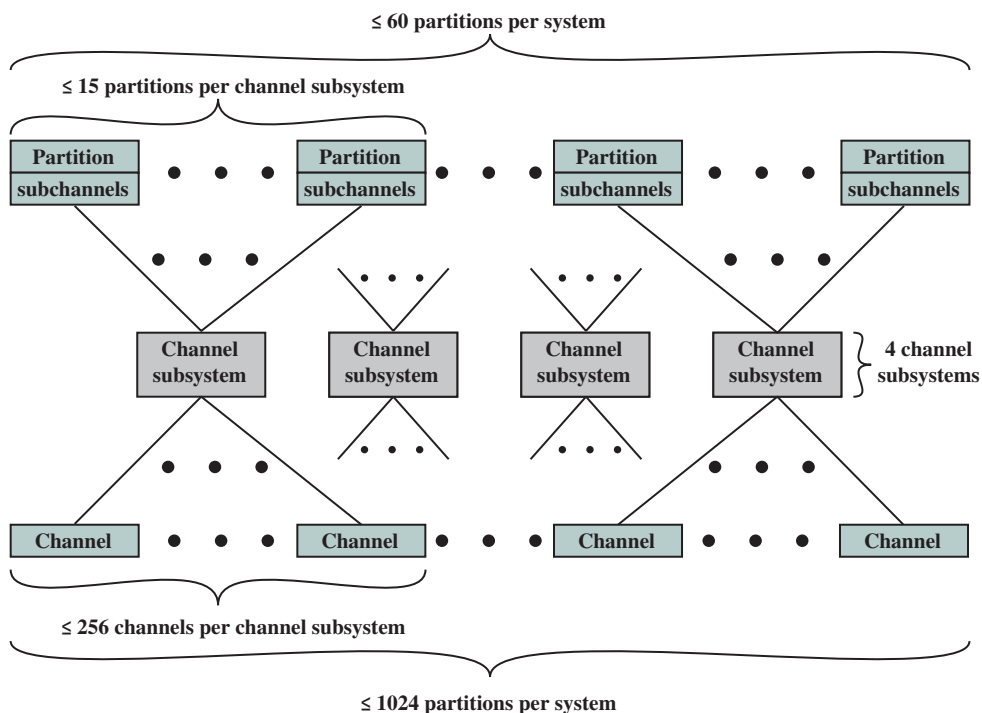 ≤ 60 partitions per system
≤ 15 partitions per channel subsystem
Partition
subchannels
Partition
subchannels
Partition
subchannels
Partition
subchannels
Channel
subsystem
Channel
subsystem
Channel
subsystem
Channel
subsystem
4 channel
subsystems
Channel
Channel
Channel
Channel
≤ 256 channels per channel subsystem
≤ 1024 partitions per system